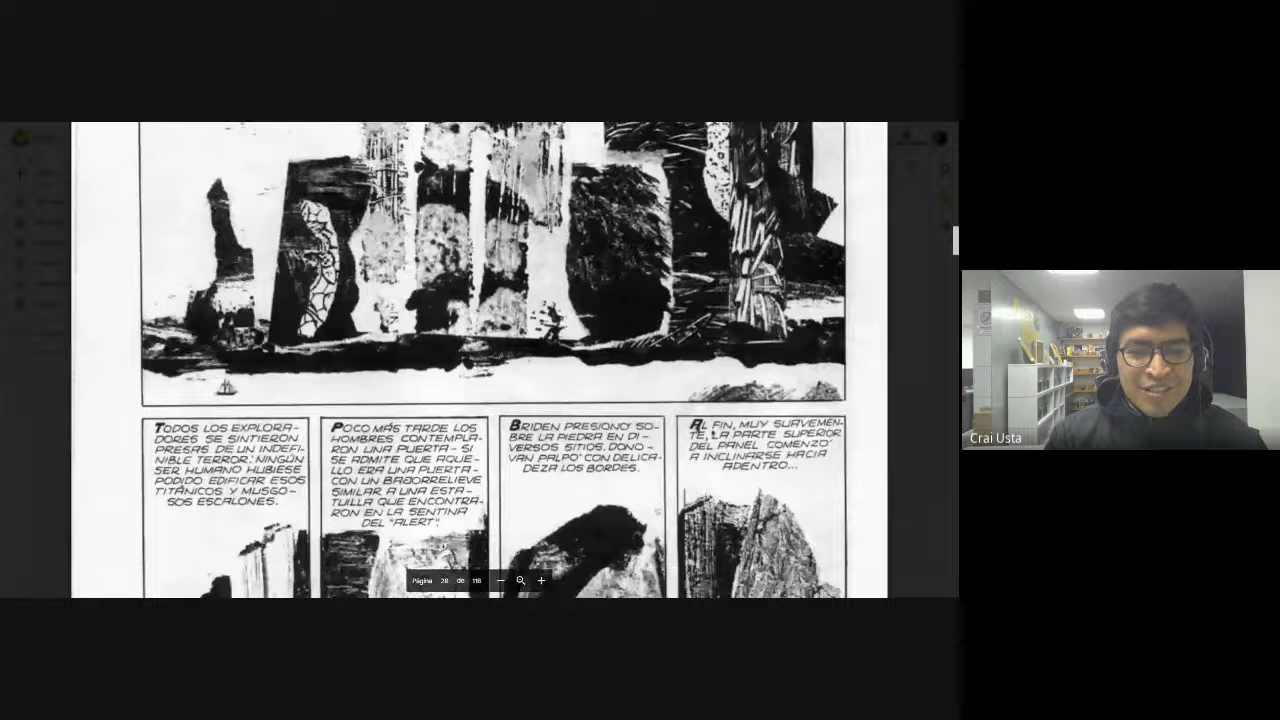 TODOS LOS EXPLORA-
DORES SE SINTIERON
PRESAS DE UN INDEFI-
NIBLE TERROR. NINGÚN
SER HUMANO HUBIESE
PODIDO EDIFICAR ESOS
TITÁNICOS Y MUSGO-
SOS ESCALONES.
POCO MÁS TARDE LOS
HOMBRES CONTEMPLA-
RON UNA PUERTA - SI
SE ADMITE QUE AQUE-
LLO ERA UNA PUERTA -
CON UN BAJORRELIEVE
SIMILAR A UNA ESTA-
TUILLA QUE ENCONTRA-
RON EN LA SENTINA
DEL "ALERT".
BRIDEN PRESIONÓ SO-
BRE LA PIEDRA EN DI-
VERSOS SITIOS. DONO-
VAN PALPÓ CON DELICA-
DEZA LOS BORDES.
AL FIN, MUY SUAVEMEN-
TE, LA PARTE SUPERIOR
DEL PANEL COMENZÓ
A INCLINARSE HACIA
ADENTRO...
Página 28 de 118
Crai Usta